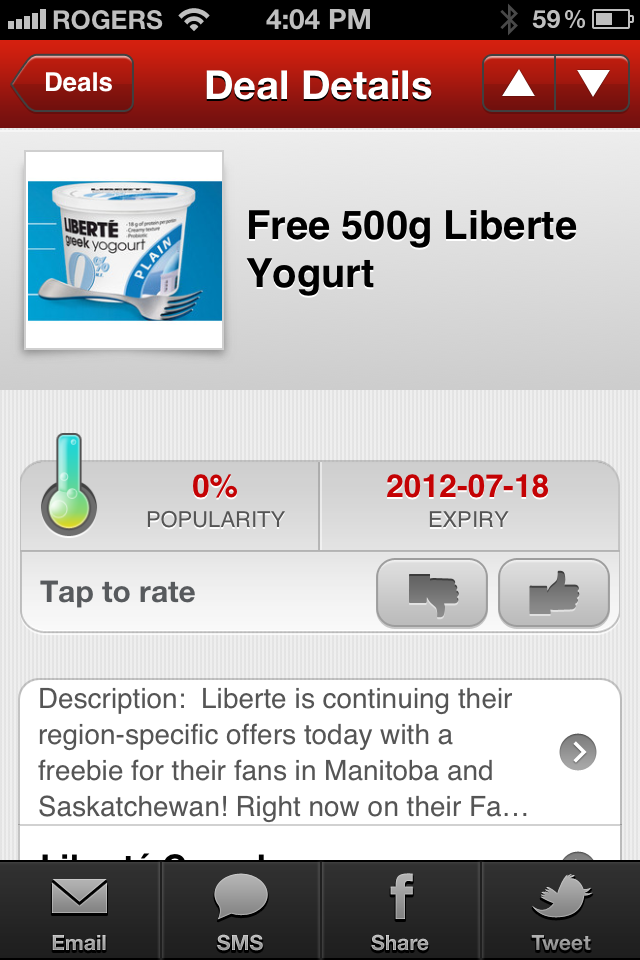 ROGERS 4:04 PM 59%
Deals Deal Details
LIBERTÉ
LIBERTÉ
greek yogourt
PLAIN
0%
Free 500g Liberte
Yogurt
0% 2012-07-18
POPULARITY EXPIRY
Tap to rate
Description: Liberte is continuing their
region-specific offers today with a
freebie for their fans in Manitoba and
Saskatchewan! Right now on their Fa…
Email SMS Share Tweet